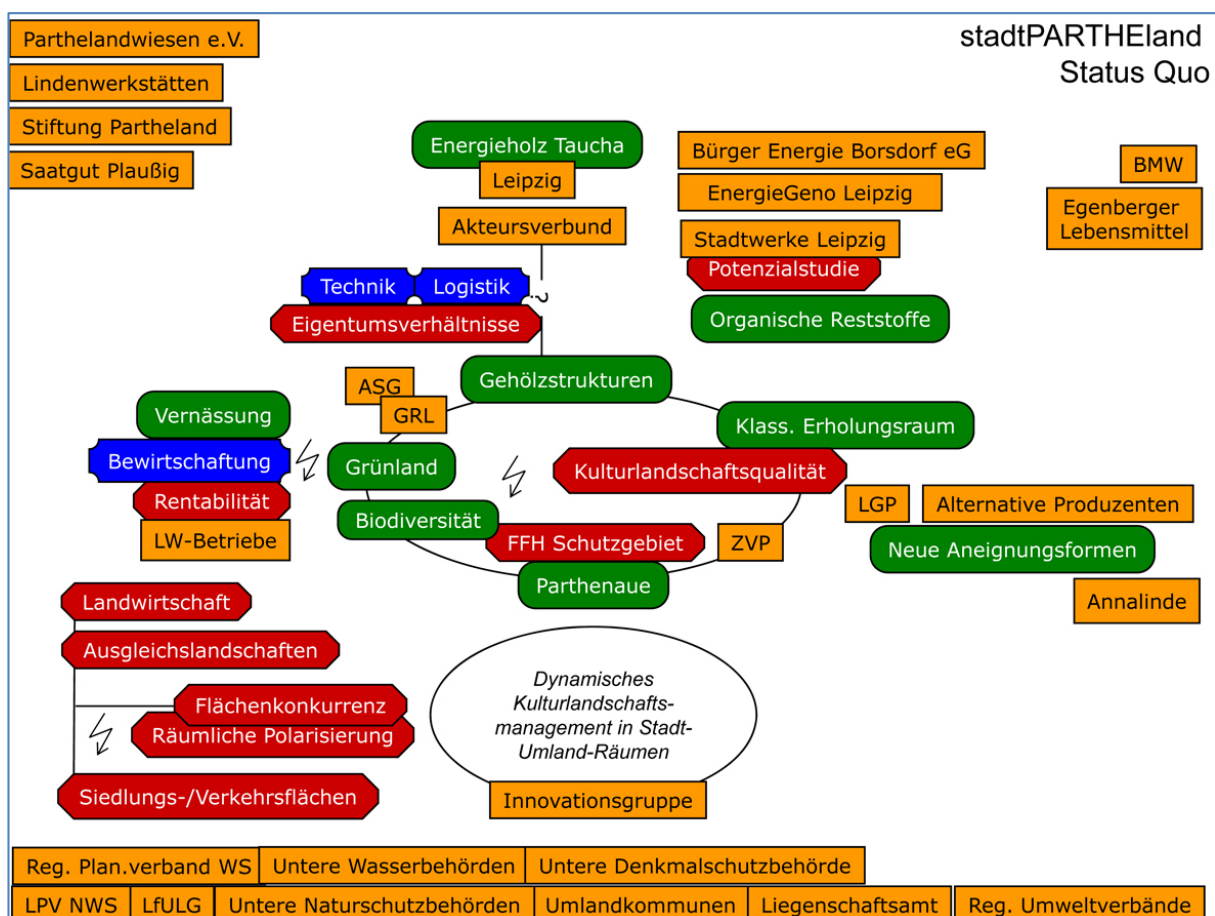 stadtPARTHEland
Status Quo
Parthelandwiesen e.V.
Lindenwerkstätten
Stiftung Partheland
Saatgut Plaußig
Energieholz Taucha
Leipzig
Akteursverbund
Bürger Energie Borsdorf eG
EnergieGeno Leipzig
Stadtwerke Leipzig
Potenzialstudie
Organische Reststoffe
BMW
Egenberger
Lebensmittel
Technik
Logistik
?
Eigentumsverhältnisse
Gehölzstrukturen
ASG
GRL
Vernässung
Bewirtschaftung
Rentabilität
LW-Betriebe
Grünland
Biodiversität
Klass. Erholungsraum
Kulturlandschaftsqualität
FFH Schutzgebiet
ZVP
Parthenaue
LGP
Alternative Produzenten
Neue Aneignungsformen
Annalinde
Landwirtschaft
Ausgleichslandschaften
Flächenkonkurrenz
Räumliche Polarisierung
Siedlungs-/Verkehrsflächen
Dynamisches
Kulturlandschafts-
management in Stadt-
Umland-Räumen
Innovationsgruppe
Reg. Plan.verband WS
Untere Wasserbehörden
Untere Denkmalschutzbehörde
LPV NWS
LfULG
Untere Naturschutzbehörden
Umlandkommunen
Liegenschaftsamt
Reg. Umweltverbände